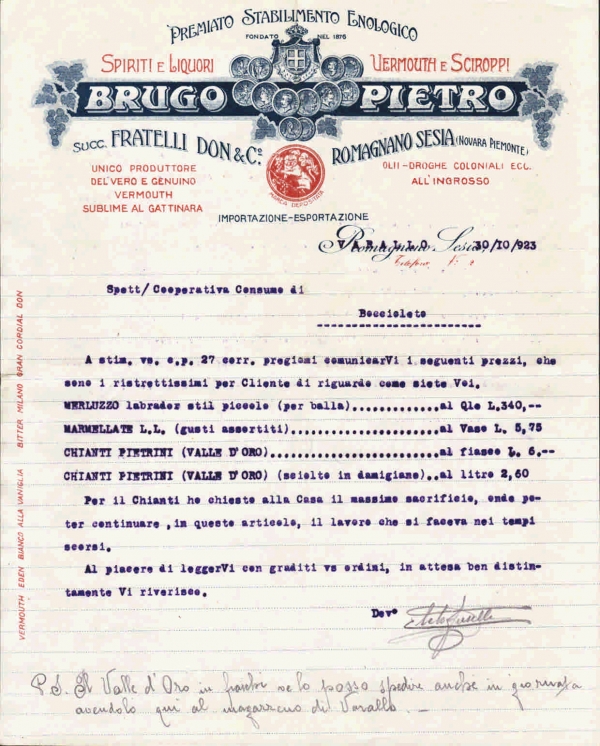 PREMIATO STABILIMENTO ENOLOGICO
FONDATO NEL 1876
SPIRITI E LIQUORI
VERMOUTH E SCIROPPI
BRUGO PIETRO
SUCC. FRATELLI DON & Cº.
ROMAGNANO SESIA (NOVARA PIEMONTE)
UNICO PRODUTTORE
DEL VERO E GENUINO
VERMOUTH
SUBLIME AL GATTINARA
MARCA DEPOSITATA
OLII-DROGHE COLONIALI ECC.
ALL'INGROSSO
IMPORTAZIONE-ESPORTAZIONE
Romagnano Sesia,
VARALLO 30/10/923
Telefono N. 2
Spett/ Cooperativa Consumo di
Boccioleto
A stim. vs. c.p. 27 corr. pregiomi comunicarVi i seguenti prezzi, che
sono i ristrettissimi per Cliente di riguardo come siete Voi.
MERLUZZO labrador stil piccolo (per balla)..............al Qle L.340,--
MARMELLATE L.L. (gusti assortiti).......................al Vaso L. 5,75
CHIANTI PIETRINI (VALLE D'ORO)..........................al fiasco L. 6.--
CHIANTI PIETRINI (VALLE D'ORO) (sciolto in damigiane)..al litro 2,60
Per il Chianti ho chiesto alla Casa il massimo sacrificio, onde po-
ter continuare ,in questo articolo, il lavoro che si faceva nei tempi
scorsi.
Al piacere di leggerVi con graditi vs ordini, in attesa ben distin-
tamente Vi riverisco.
Devº
P.S. Il Valle d'Oro in fiaschi ve lo posso spedire anche in giornata
avendolo qui al magazzeno di Varallo. —
VERMOUTH EDEN BIANCO ALLA VANIGLIA BITTER MILANO GRAN CORDIAL DON